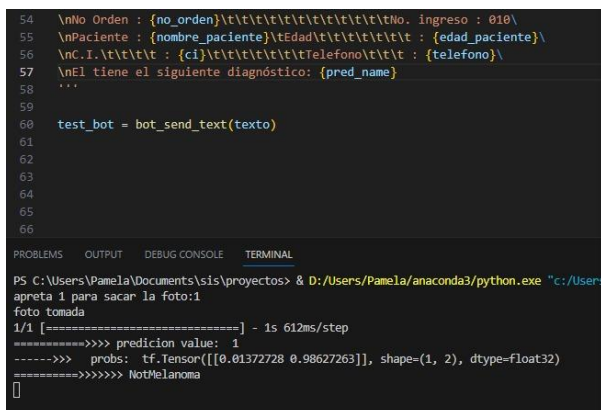 54 \nNo Orden : {no_orden}\t\t\t\t\t\t\t\t\t\t\t\t\tNo. ingreso : 010\
55 \nPaciente : {nombre_paciente}\tEdad\t\t\t\t\t\t\t\t : {edad_paciente}\
56 \nC.I.\t\t\t\t : {ci}\t\t\t\t\t\t\tTelefono\t\t\t : {telefono}\
57 \nEl tiene el siguiente diagnóstico: {pred_name}
58 '''
59
60 test_bot = bot_send_text(texto)
61
62
63
64
65
66
PROBLEMS OUTPUT DEBUG CONSOLE TERMINAL
PS C:\Users\Pamela\Documents\sis\proyectos> & D:/Users/Pamela/anaconda3/python.exe "c:/User
apreta 1 para sacar la foto:1
foto tomada
1/1 [==============================] - 1s 612ms/step
===========>>>> predicion value: 1
------>>> probs: tf.Tensor([[0.01372728 0.98627263]], shape=(1, 2), dtype=float32)
==========>>>>>>> NotMelanoma